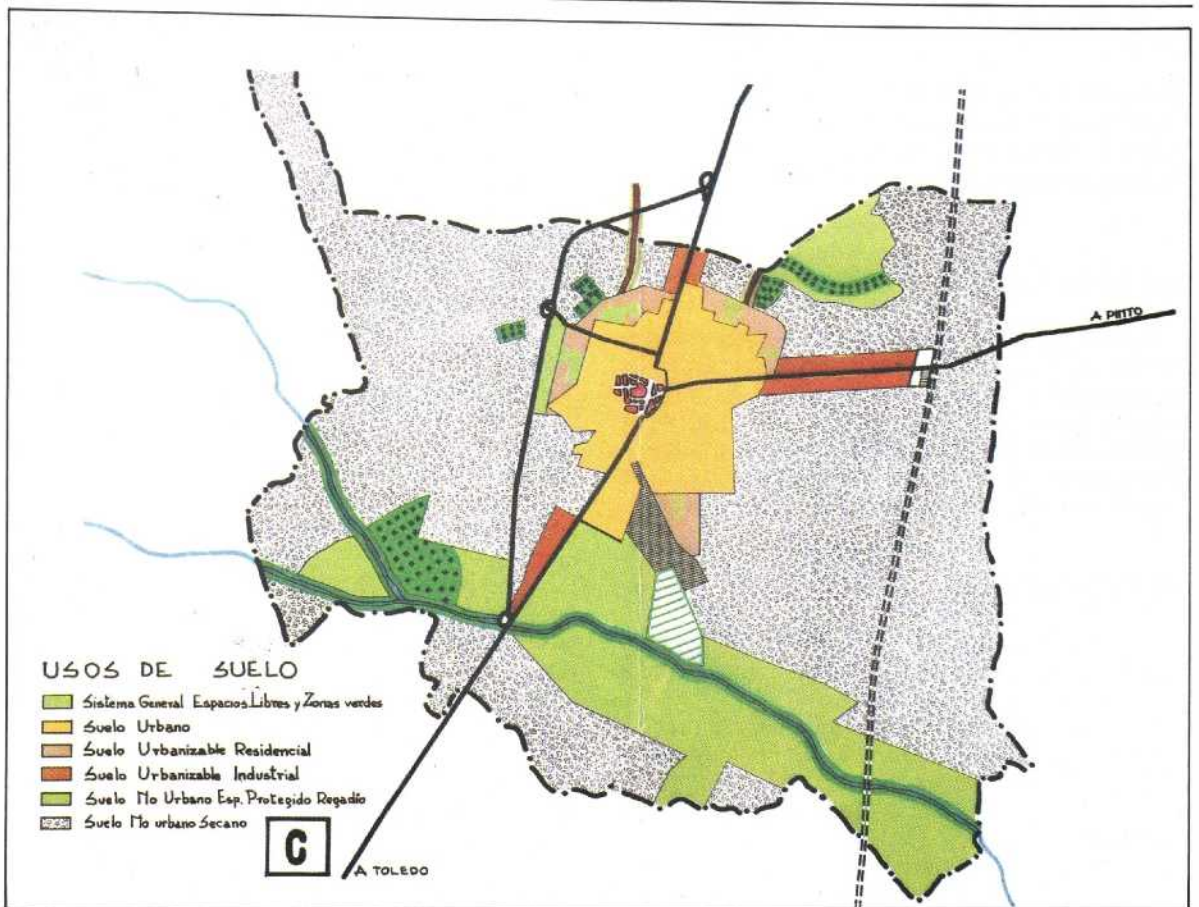 A PINTO
USOS DE SUELO
Sistema General Espacios Libres y Zonas verdes
Suelo Urbano
Suelo Urbanizable Residencial
Suelo Urbanizable Industrial
Suelo No Urbano Esp. Protegido Regadío
Suelo No urbano Secano
C
A TOLEDO